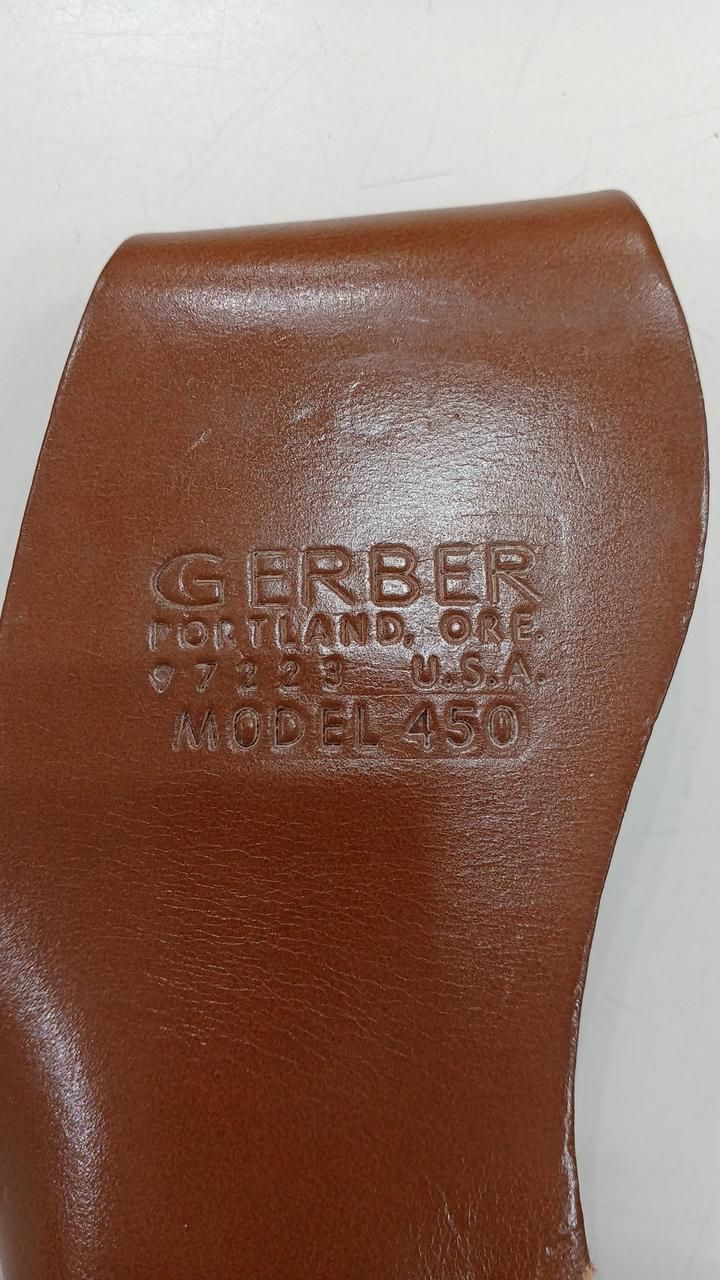 GERBER
PORTLAND, ORE.
97223 U.S.A.
MODEL 450